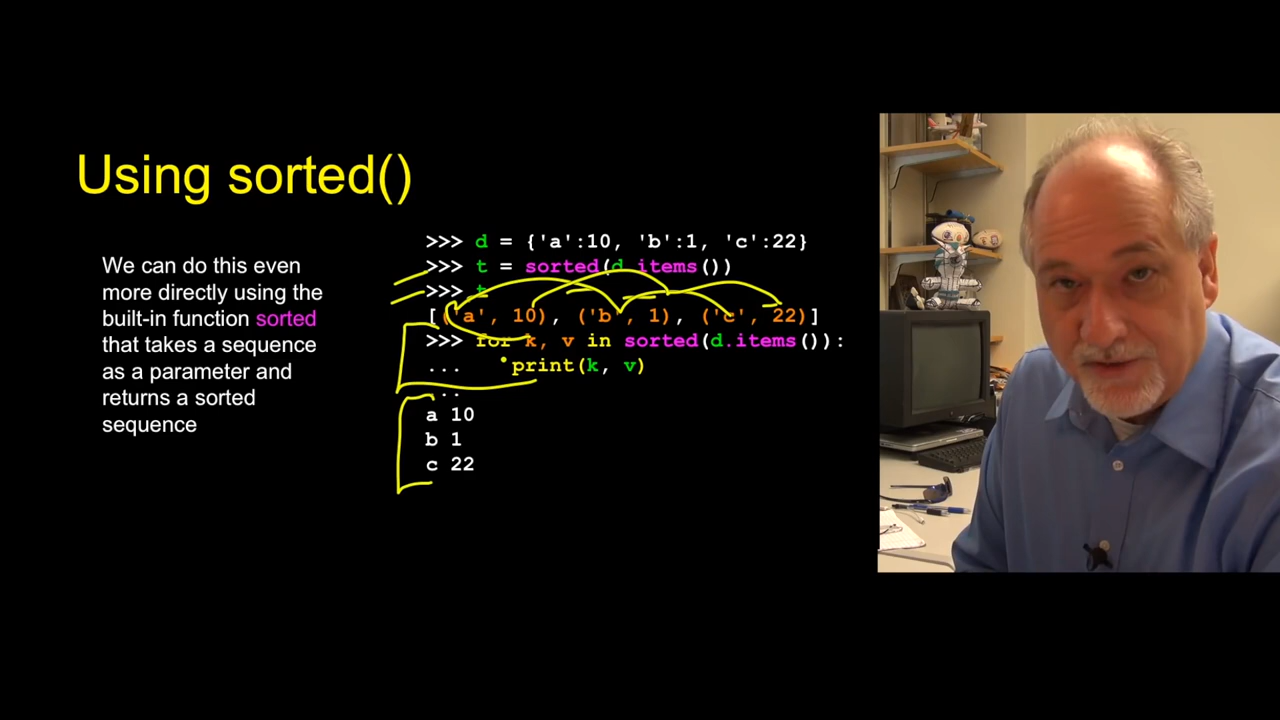 Using sorted()
We can do this even
more directly using the
built-in function sorted
that takes a sequence
as a parameter and
returns a sorted
sequence
>>> d = {'a':10, 'b':1, 'c':22}
>>> t = sorted(d.items())
>>> t
[('a', 10), ('b', 1), ('c', 22)]
>>> for k, v in sorted(d.items()):
... print(k, v)
...
a 10
b 1
c 22